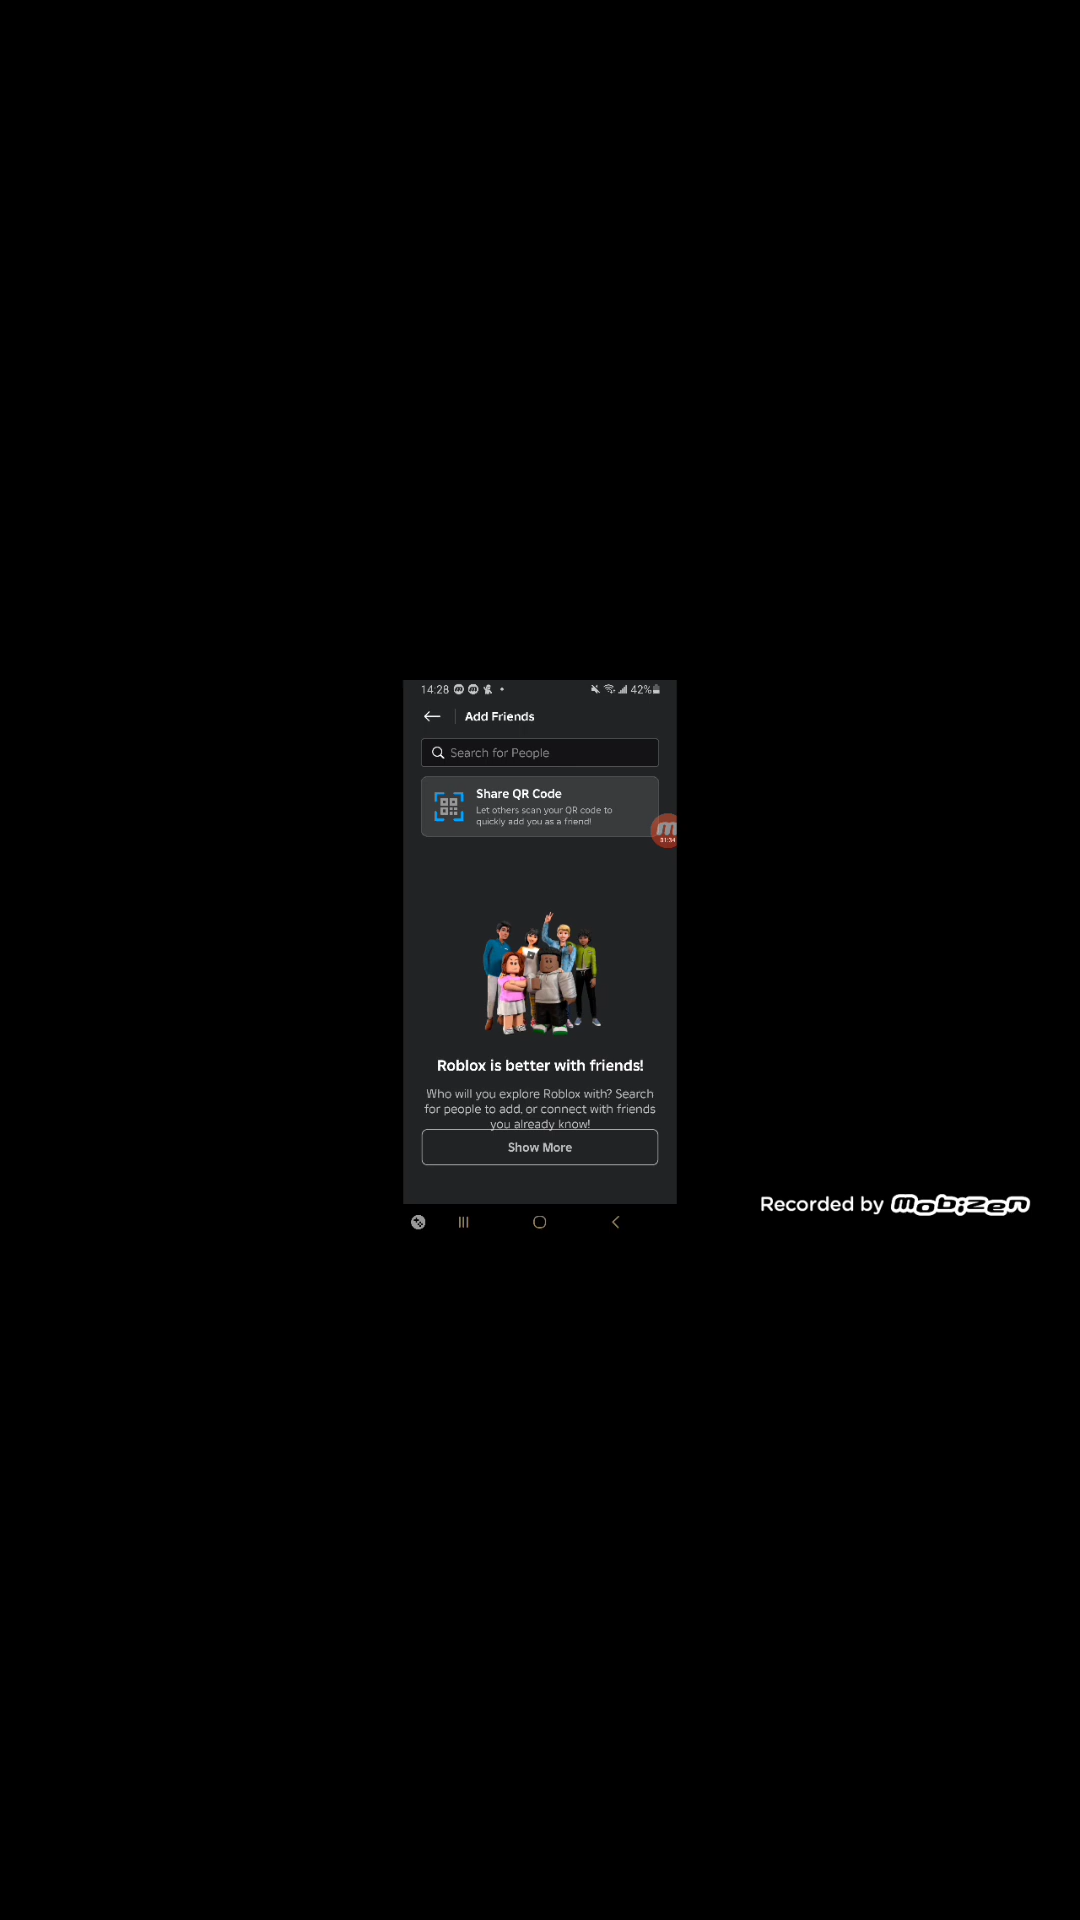 14:28
42%
Add Friends
Search for People
Share QR Code
Let others scan your QR code to
quickly add you as a friend!
m
01:34
Roblox is better with friends!
Who will you explore Roblox with? Search
for people to add, or connect with friends
you already know!
Show More
Recorded by Mobizen